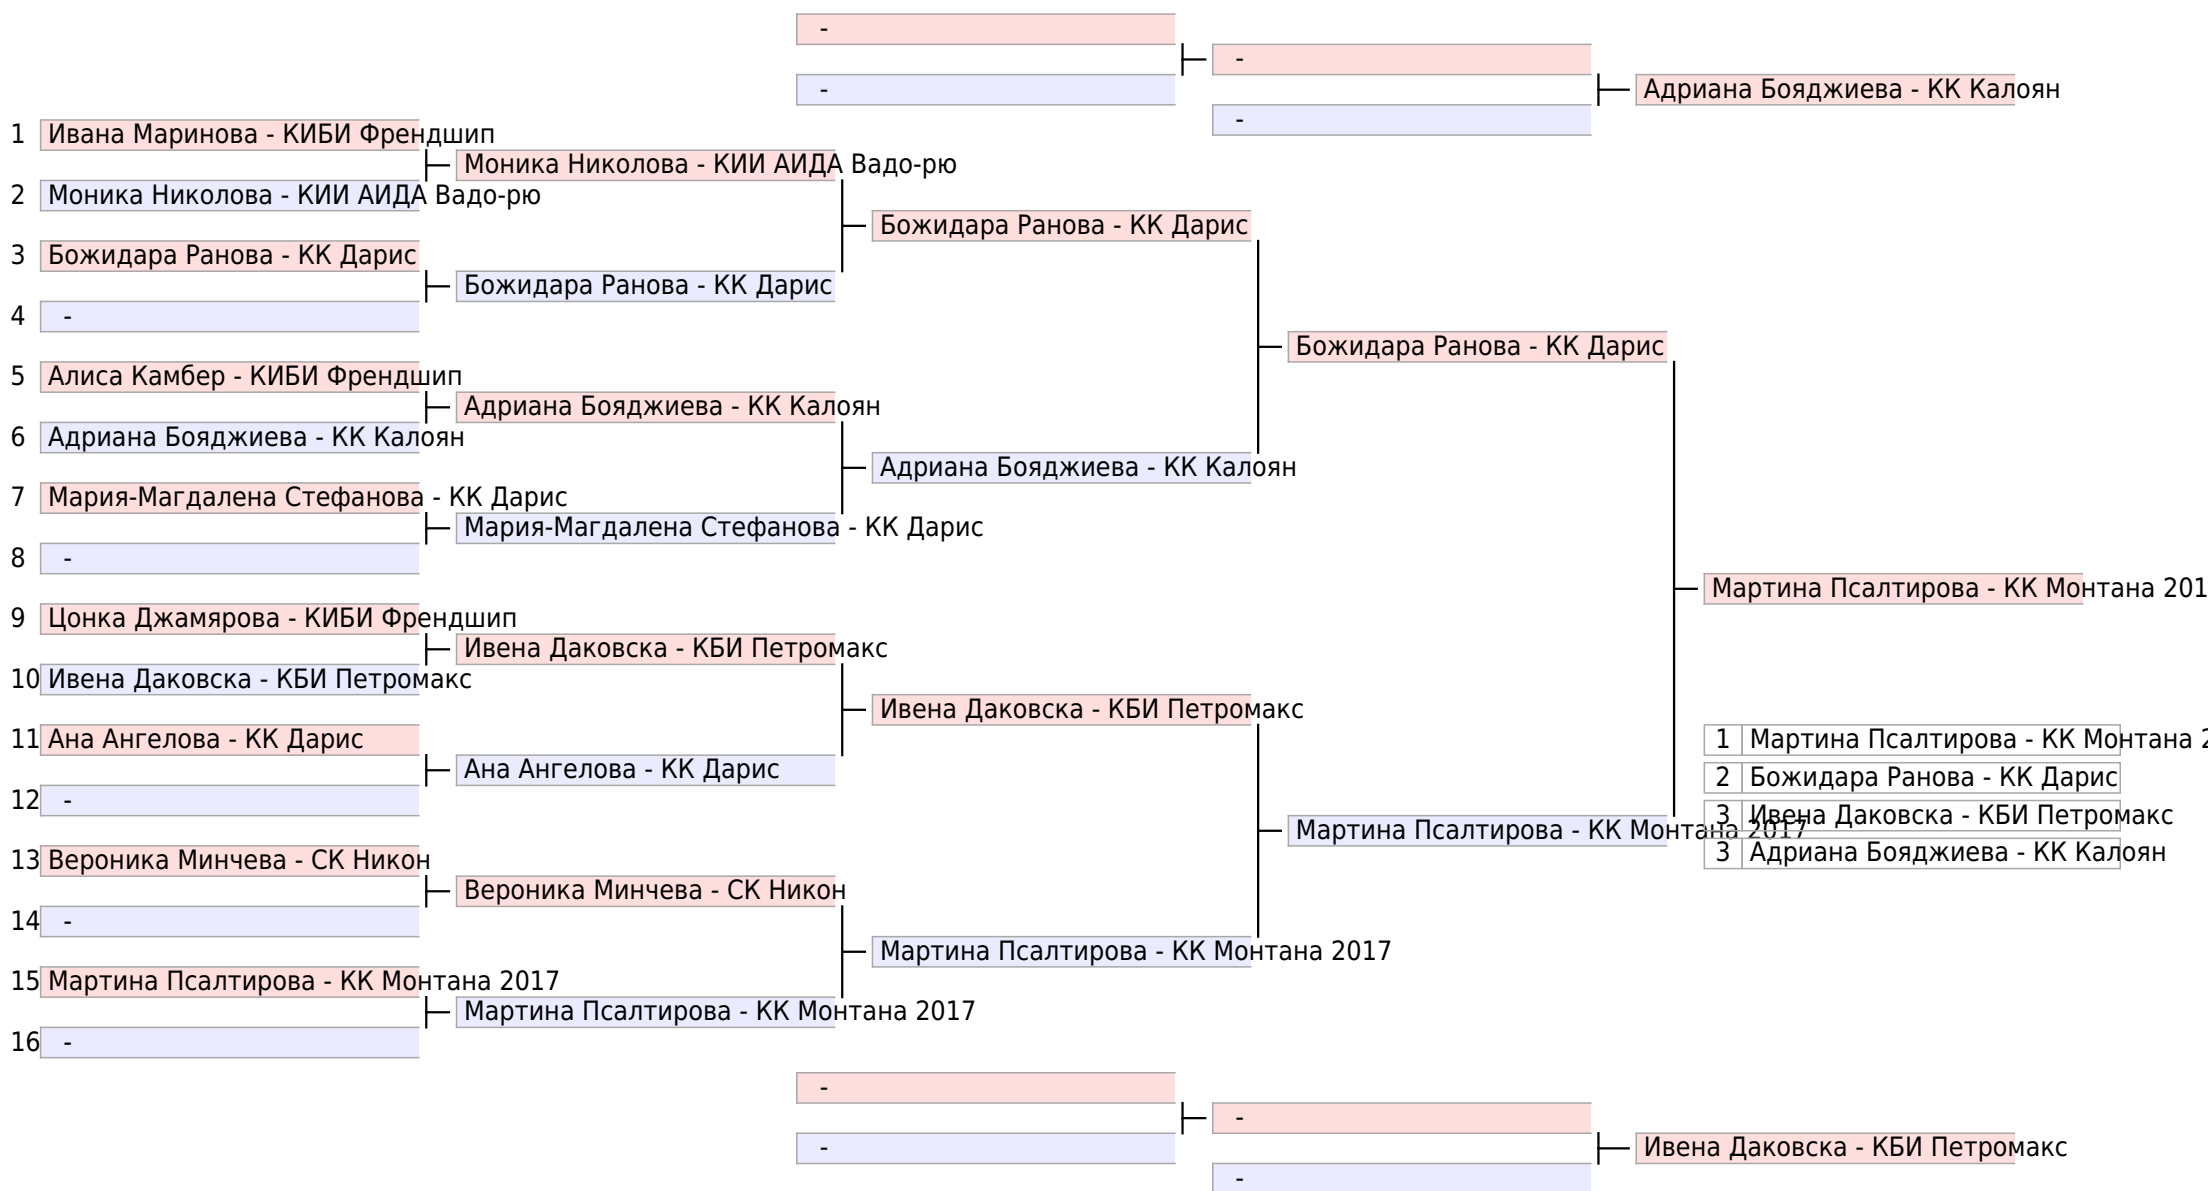 -
-
-
-
Адриана Бояджиева - КК Калоян
1 Ивана Маринова - КИБИ Френдшип
Моника Николова - КИИ АИДА Вадо-рю
2 Моника Николова - КИИ АИДА Вадо-рю
Божидара Ранова - КК Дарис
3 Божидара Ранова - КК Дарис
Божидара Ранова - КК Дарис
4 -
Божидара Ранова - КК Дарис
5 Алиса Камбер - КИБИ Френдшип
Адриана Бояджиева - КК Калоян
6 Адриана Бояджиева - КК Калоян
Адриана Бояджиева - КК Калоян
7 Мария-Магдалена Стефанова - КК Дарис
Мария-Магдалена Стефанова - КК Дарис
8 -
Мартина Псалтирова - КК Монтана 201
9 Цонка Джамярова - КИБИ Френдшип
Ивена Даковска - КБИ Петромакс
10 Ивена Даковска - КБИ Петромакс
Ивена Даковска - КБИ Петромакс
11 Ана Ангелова - КК Дарис
Ана Ангелова - КК Дарис
12 -
1 Мартина Псалтирова - КК Монтана 2
2 Божидара Ранова - КК Дарис
3 Ивена Даковска - КБИ Петромакс
Мартина Псалтирова - КК Монтана 2017
3 Адриана Бояджиева - КК Калоян
13 Вероника Минчева - СК Никон
Вероника Минчева - СК Никон
14 -
Мартина Псалтирова - КК Монтана 2017
15 Мартина Псалтирова - КК Монтана 2017
Мартина Псалтирова - КК Монтана 2017
16 -
-
-
-
Ивена Даковска - КБИ Петромакс
-